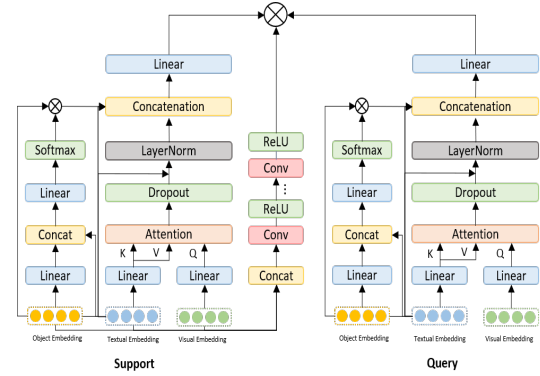 Linear
Linear
Concatenation
Concatenation
Softmax
LayerNorm
ReLU
Softmax
LayerNorm
Conv
Linear
Dropout
Linear
Dropout
ReLU
Concat
Attention
Conv
Concat
Attention
K
V
Q
K
V
Q
Linear
Linear
Linear
Concat
Linear
Linear
Linear
Object Embedding
Textual Embedding
Visual Embedding
Object Embedding
Textual Embedding
Visual Embedding
Support
Query